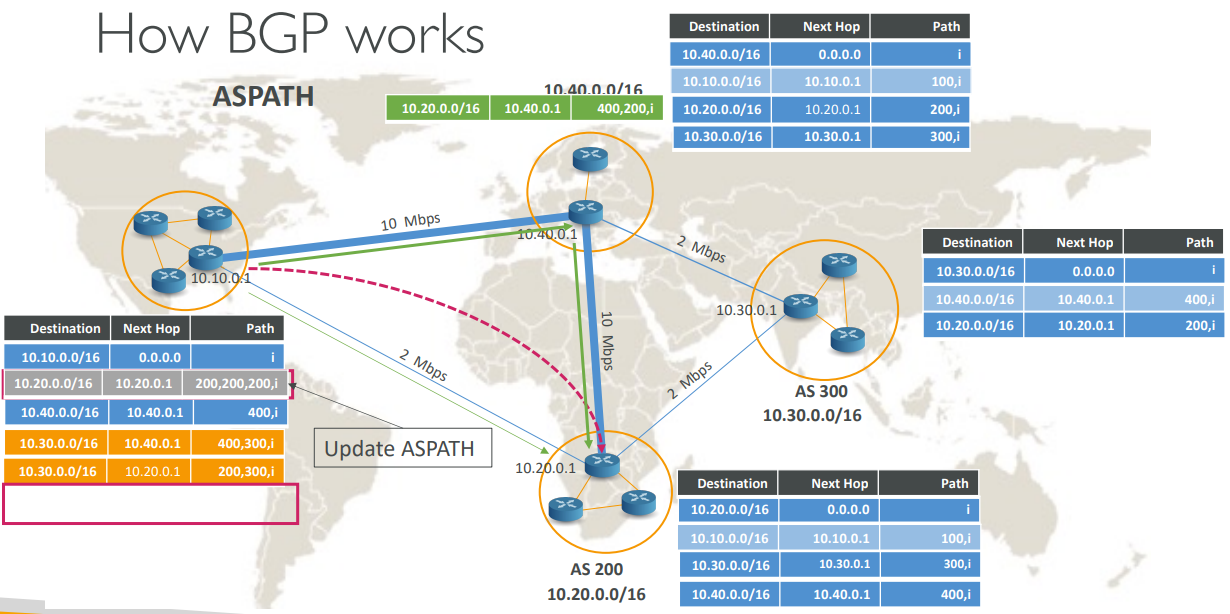 How BGP works
ASPATH
10.40.0.0/16
10.20.0.0/16 10.40.0.1 400,200,i
Destination Next Hop Path
10.40.0.0/16 0.0.0.0 i
10.10.0.0/16 10.10.0.1 100,i
10.20.0.0/16 10.20.0.1 200,i
10.30.0.0/16 10.30.0.1 300,i
10 Mbps
10.40.0.1
2 Mbps
10.10.0.1
Destination Next Hop Path
10.30.0.0/16 0.0.0.0 i
10.40.0.0/16 10.40.0.1 400,i
10.20.0.0/16 10.20.0.1 200,i
10.30.0.1
10 Mbps
2 Mbps
2 Mbps
AS 300
10.30.0.0/16
Destination Next Hop Path
10.10.0.0/16 0.0.0.0 i
10.20.0.0/16 10.20.0.1 200,200,200,i
10.40.0.0/16 10.40.0.1 400,i
10.30.0.0/16 10.40.0.1 400,300,i
10.30.0.0/16 10.20.0.1 200,300,i
Update ASPATH
10.20.0.1
AS 200
10.20.0.0/16
Destination Next Hop Path
10.20.0.0/16 0.0.0.0 i
10.10.0.0/16 10.10.0.1 100,i
10.30.0.0/16 10.30.0.1 300,i
10.40.0.0/16 10.40.0.1 400,i